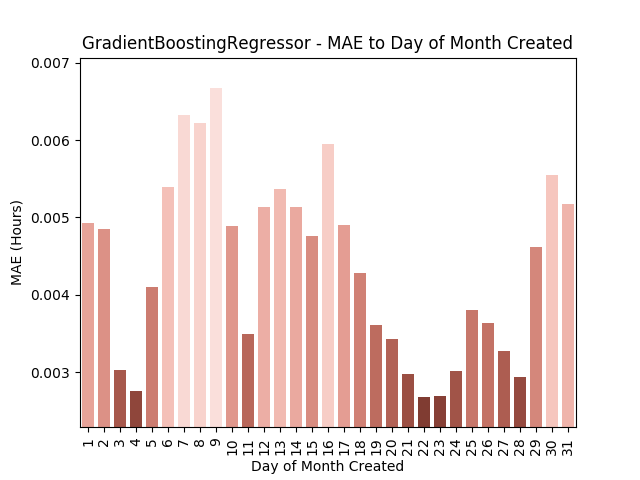 GradientBoostingRegressor - MAE to Day of Month Created
0.007
0.006
0.005
0.004
0.003
MAE (Hours)
1 2 3 4 5 6 7 8 9 10 11 12 13 14 15 16 17 18 19 20 21 22 23 24 25 26 27 28 29 30 31
Day of Month Created